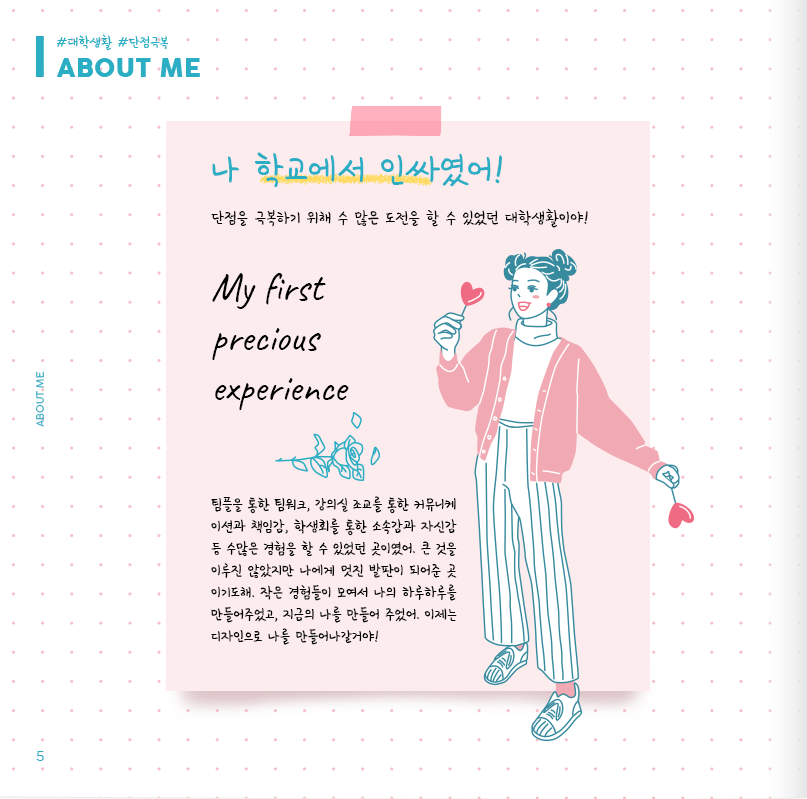 #대학생활 #단점극복
ABOUT ME
나 학교에서 인싸였어!
단점을 극복하기 위해 수 많은 도전을 할 수 있었던 대학생활이야!
My first
precious
experience
ABOUT.ME
팀플을 통한 팀워크, 강의실 조교를 통한 커뮤니케
이션과 책임감, 학생회를 통한 소속감과 자신감
등 수많은 경험을 할 수 있었던 곳이였어. 큰 것을
이루진 않았지만 나에게 멋진 발판이 되어준 곳
이기도해. 작은 경험들이 모여서 나의 하루하루를
만들어주었고, 지금의 나를 만들어 주었어. 이제는
디자인으로 나를 만들어나갈거야!
5